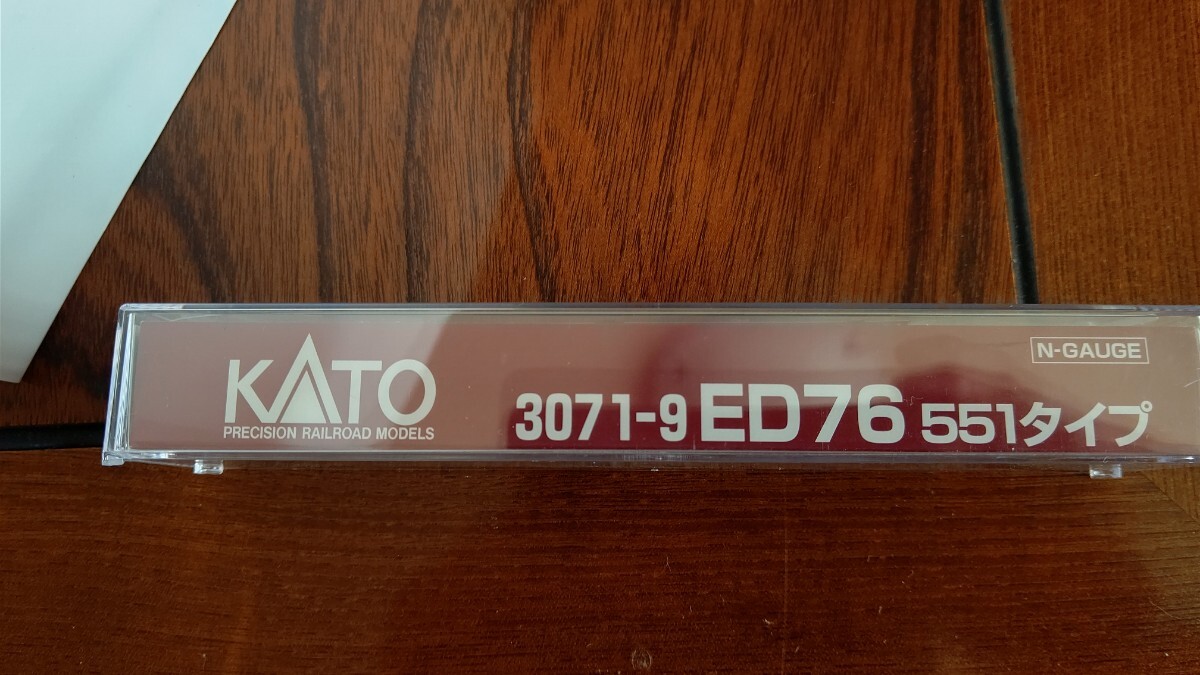 KATO
PRECISION RAILROAD MODELS
3071-9 ED76 551タイプ
N-GAUGE